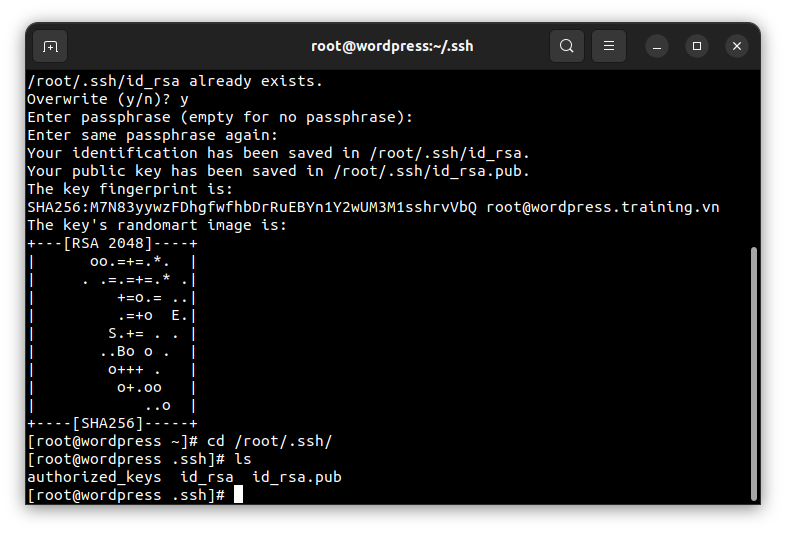 root@wordpress:~/.ssh
/root/.ssh/id_rsa already exists.
Overwrite (y/n)? y
Enter passphrase (empty for no passphrase):
Enter same passphrase again:
Your identification has been saved in /root/.ssh/id_rsa.
Your public key has been saved in /root/.ssh/id_rsa.pub.
The key fingerprint is:
SHA256:M7N83yywzFDhgfwfhbDrRuEBYn1Y2wUM3M1sshrvVbQ root@wordpress.training.vn
The key's randomart image is:
+---[RSA 2048]----+
|      oo.=+=.*.  |
|     . .=.=+=.* .|
|         +=o.= ..|
|         .=+o  E.|
|        S.+= . . |
|       ..Bo o .  |
|        o+++ .   |
|         o+.oo   |
|            ..o  |
+----[SHA256]-----+
[root@wordpress ~]# cd /root/.ssh/
[root@wordpress .ssh]# ls
authorized_keys  id_rsa  id_rsa.pub
[root@wordpress .ssh]#